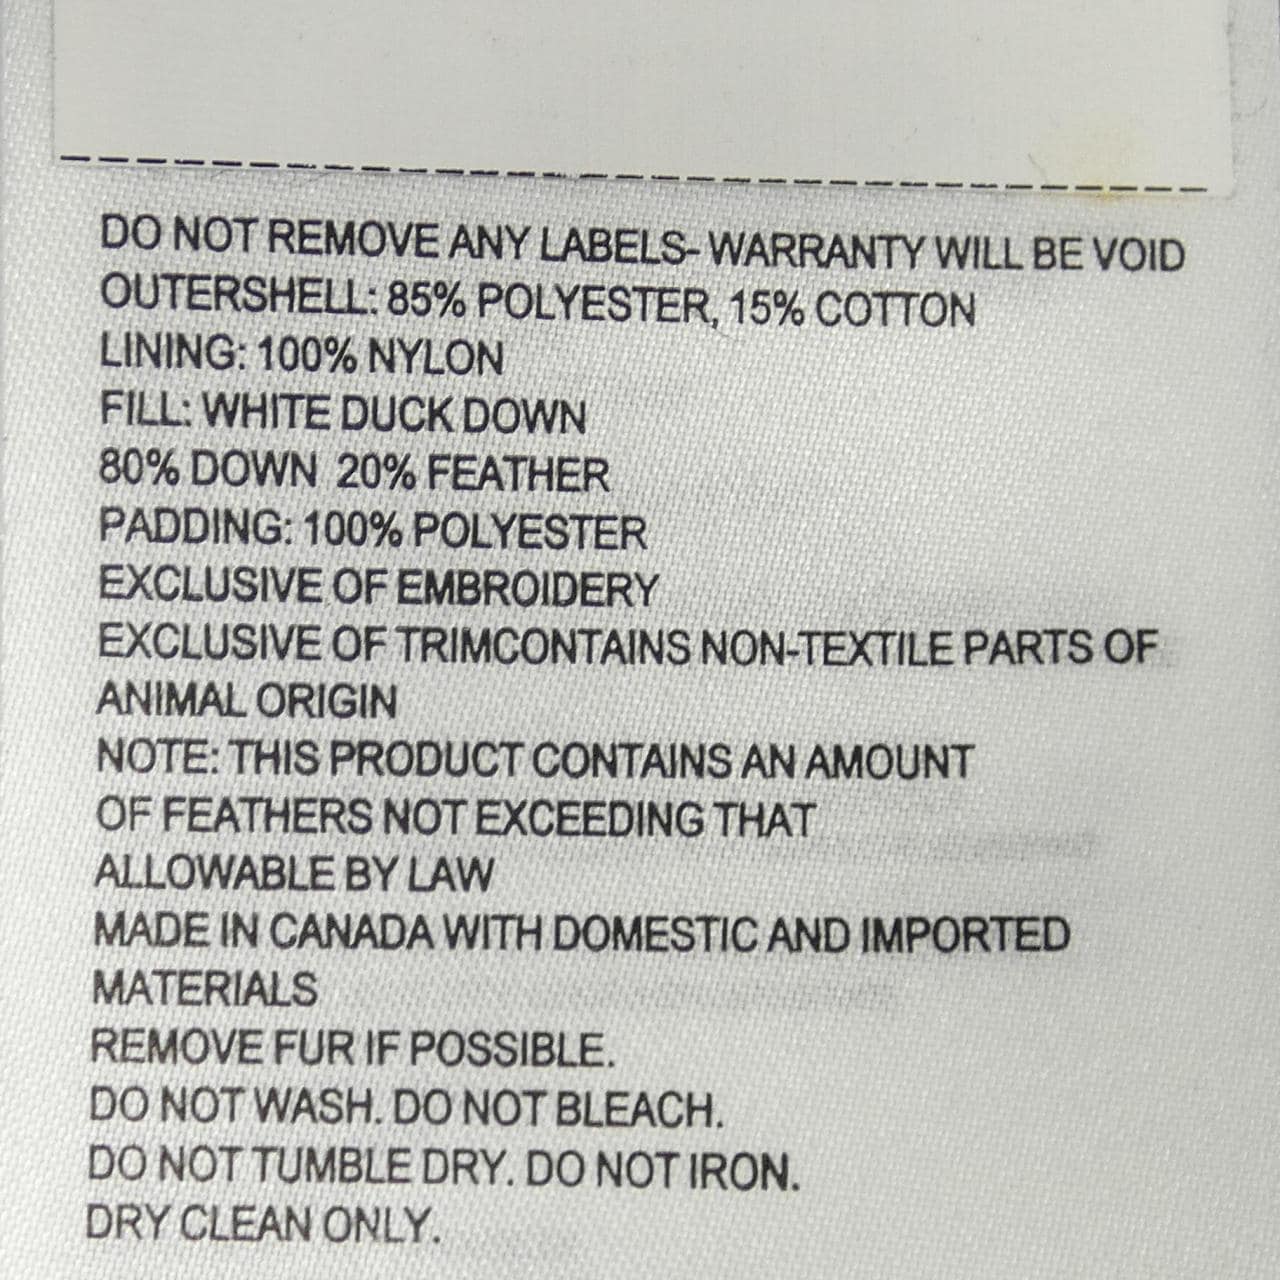 DO NOT REMOVE ANY LABELS- WARRANTY WILL BE VOID
OUTERSHELL: 85% POLYESTER, 15% COTTON
LINING: 100% NYLON
FILL: WHITE DUCK DOWN
80% DOWN 20% FEATHER
PADDING: 100% POLYESTER
EXCLUSIVE OF EMBROIDERY
EXCLUSIVE OF TRIMCONTAINS NON-TEXTILE PARTS OF
ANIMAL ORIGIN
NOTE: THIS PRODUCT CONTAINS AN AMOUNT
OF FEATHERS NOT EXCEEDING THAT
ALLOWABLE BY LAW
MADE IN CANADA WITH DOMESTIC AND IMPORTED
MATERIALS
REMOVE FUR IF POSSIBLE.
DO NOT WASH. DO NOT BLEACH.
DO NOT TUMBLE DRY. DO NOT IRON.
DRY CLEAN ONLY.